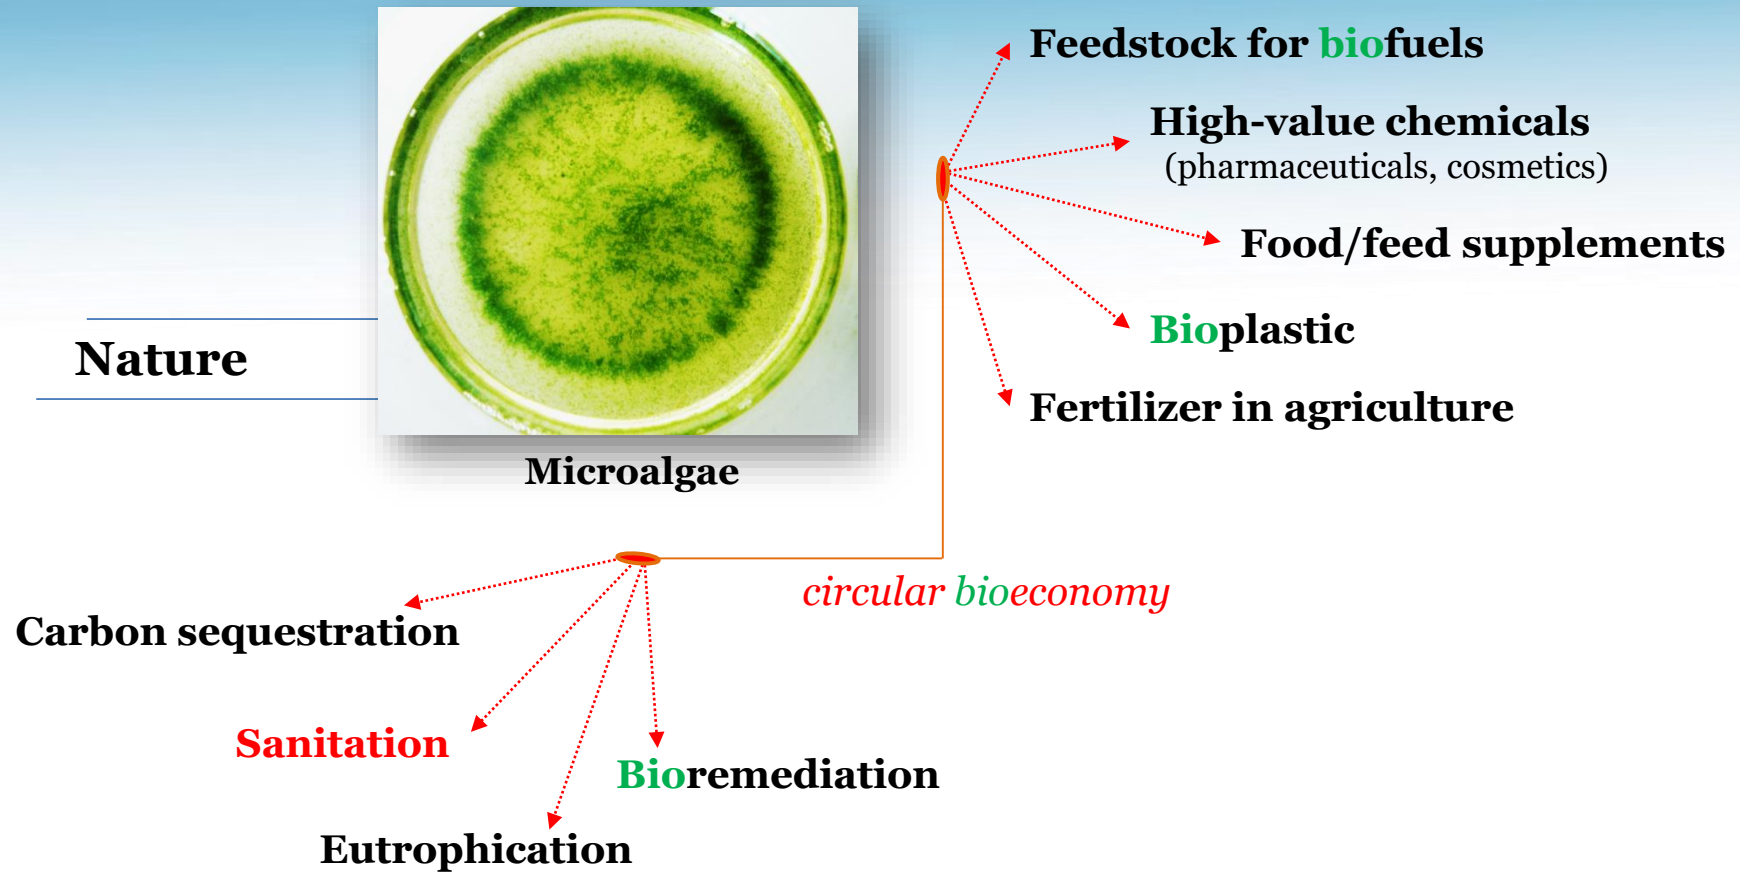 Feedstock for biofuels
High-value chemicals
(pharmaceuticals, cosmetics)
Food/feed supplements
Bioplastic
Nature
Fertilizer in agriculture
Microalgae
circular bioeconomy
Carbon sequestration
Sanitation
Bioremediation
Eutrophication